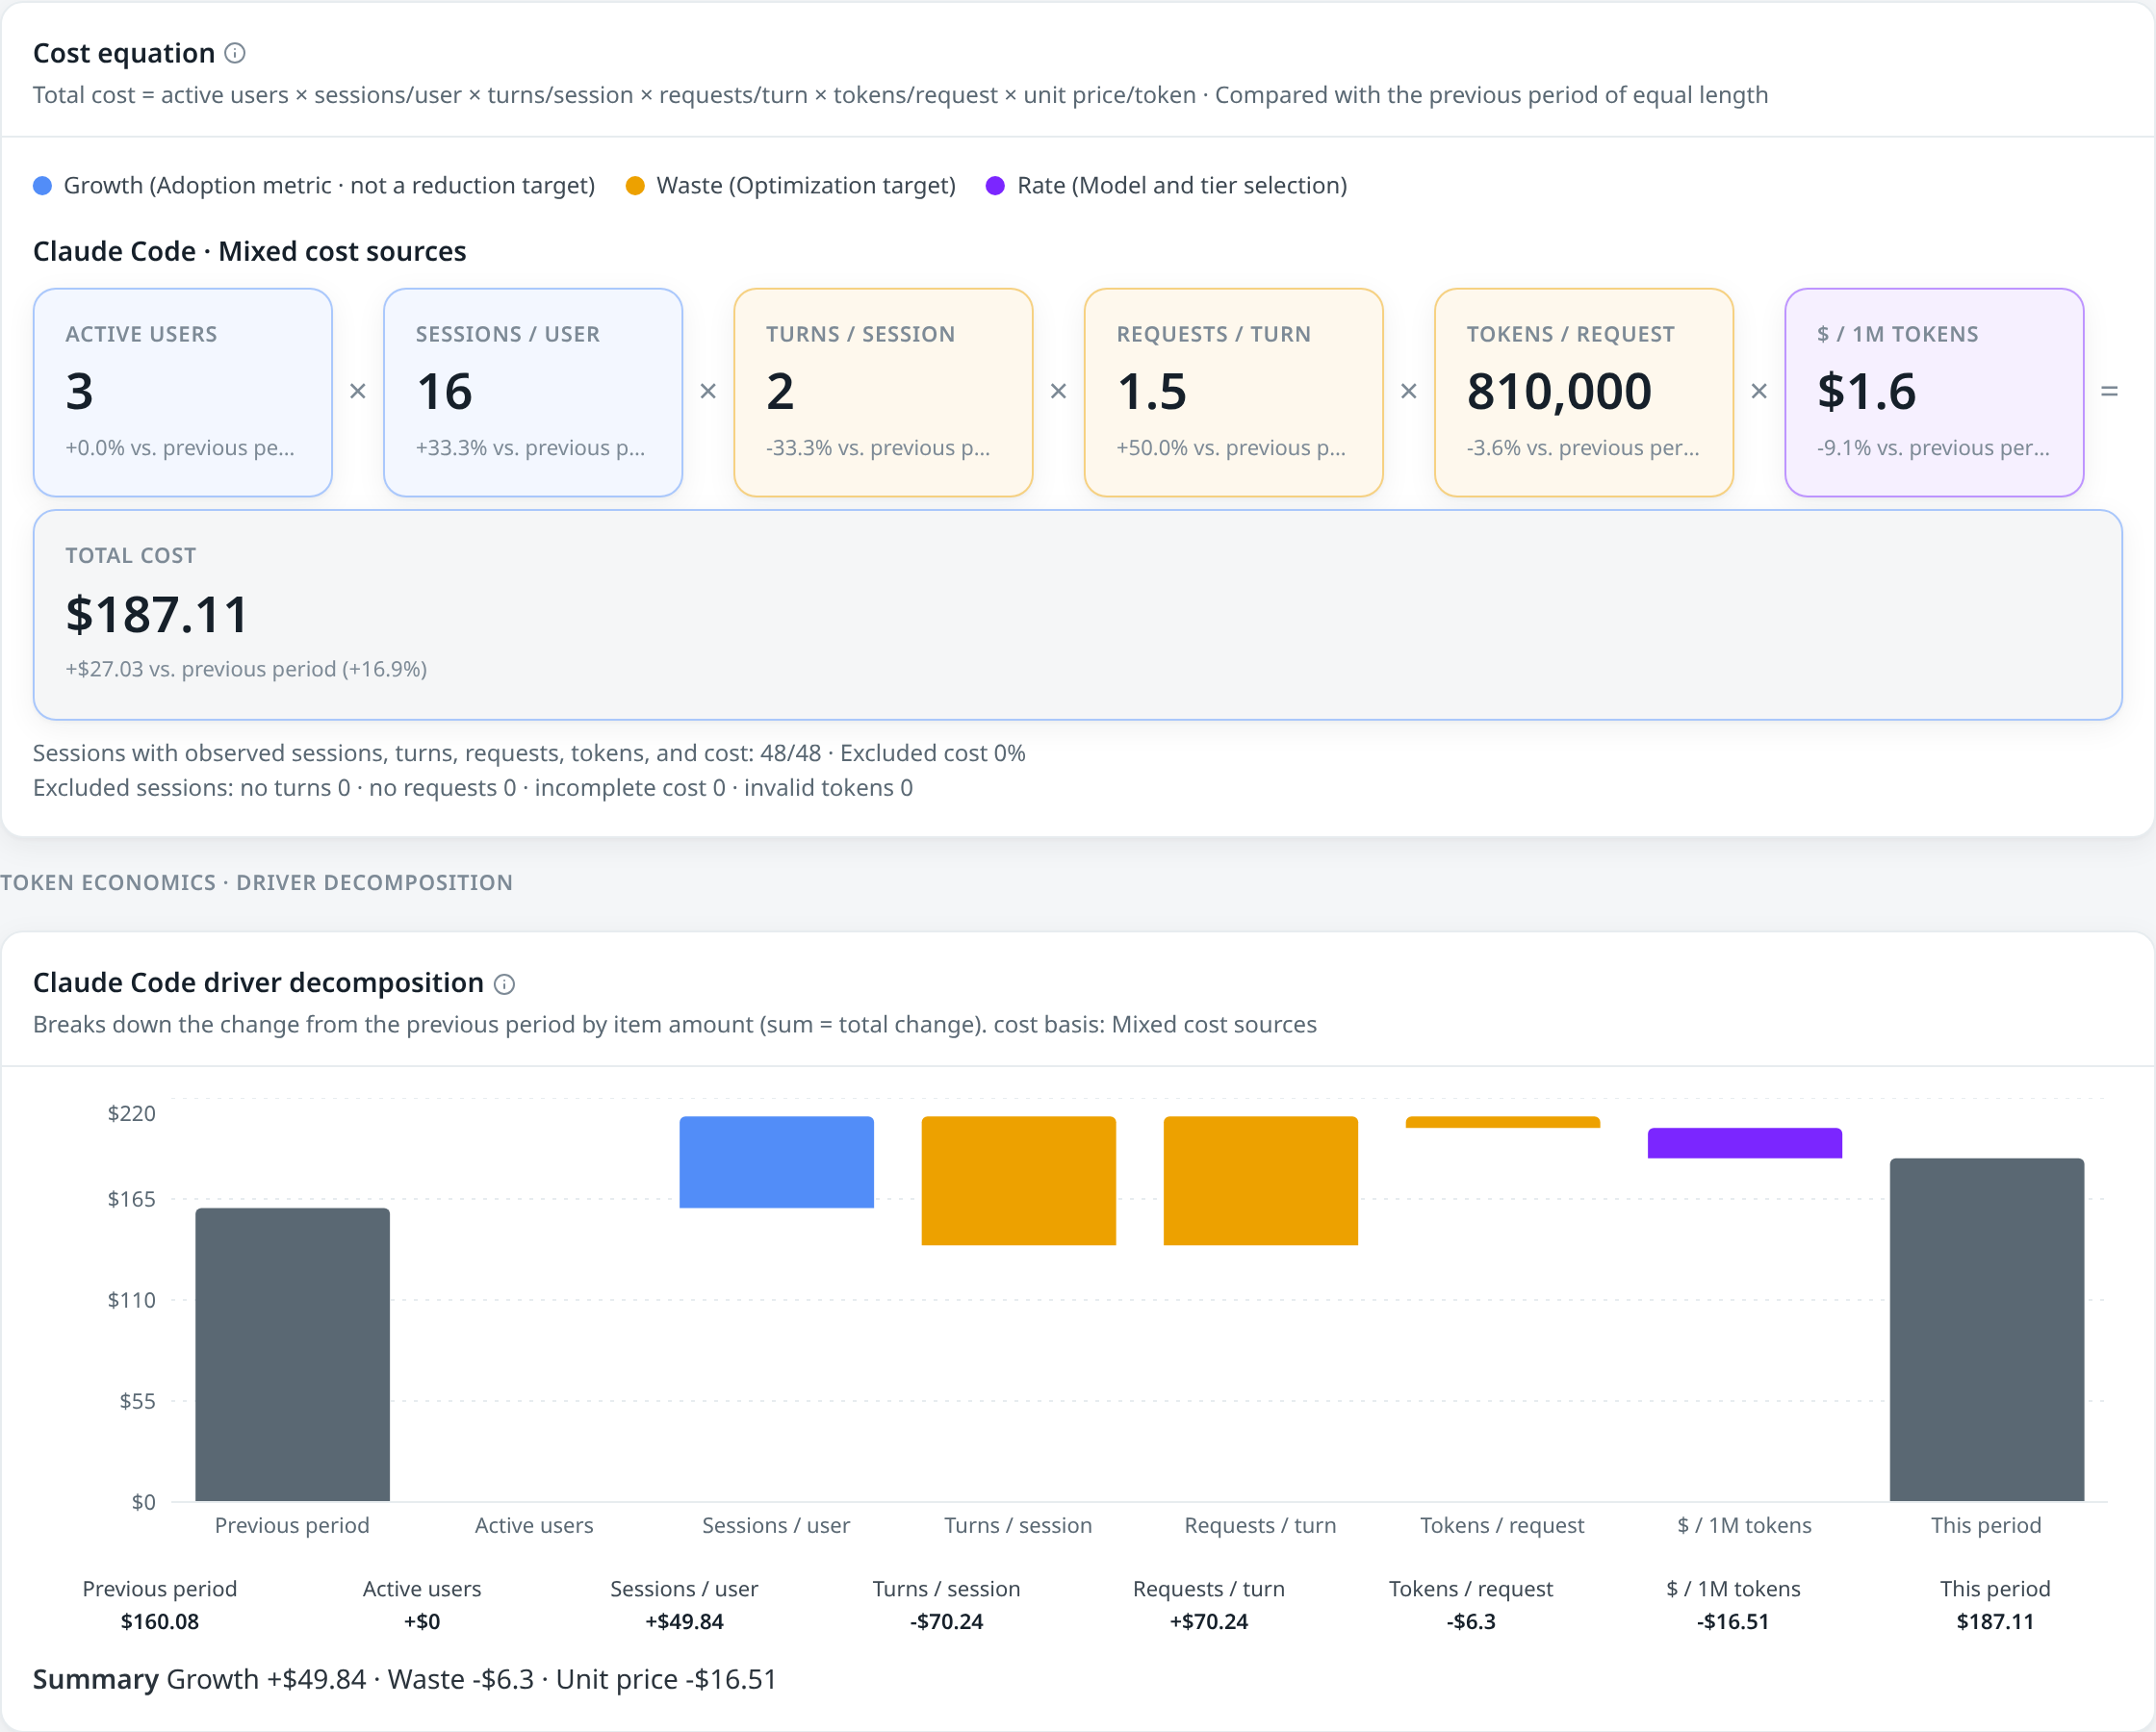 Cost equation
Total cost = active users × sessions/user × turns/session × requests/turn × tokens/request × unit price/token · Compared with the previous period of equal length
Growth (Adoption metric · not a reduction target) Waste (Optimization target) Rate (Model and tier selection)
Claude Code · Mixed cost sources
ACTIVE USERS
3
+0.0% vs. previous pe...
×
SESSIONS / USER
16
+33.3% vs. previous p...
×
TURNS / SESSION
2
-33.3% vs. previous p...
×
REQUESTS / TURN
1.5
+50.0% vs. previous p...
×
TOKENS / REQUEST
810,000
-3.6% vs. previous per...
×
$ / 1M TOKENS
$1.6
-9.1% vs. previous per...
=
TOTAL COST
$187.11
+$27.03 vs. previous period (+16.9%)
Sessions with observed sessions, turns, requests, tokens, and cost: 48/48 · Excluded cost 0%
Excluded sessions: no turns 0 · no requests 0 · incomplete cost 0 · invalid tokens 0
TOKEN ECONOMICS · DRIVER DECOMPOSITION
Claude Code driver decomposition
Breaks down the change from the previous period by item amount (sum = total change). cost basis: Mixed cost sources
$220
$165
$110
$55
$0
Previous period Active users Sessions / user Turns / session Requests / turn Tokens / request $ / 1M tokens This period
Previous period Active users Sessions / user Turns / session Requests / turn Tokens / request $ / 1M tokens This period
$160.08 +$0 +$49.84 -$70.24 +$70.24 -$6.3 -$16.51 $187.11
Summary Growth +$49.84 · Waste -$6.3 · Unit price -$16.51